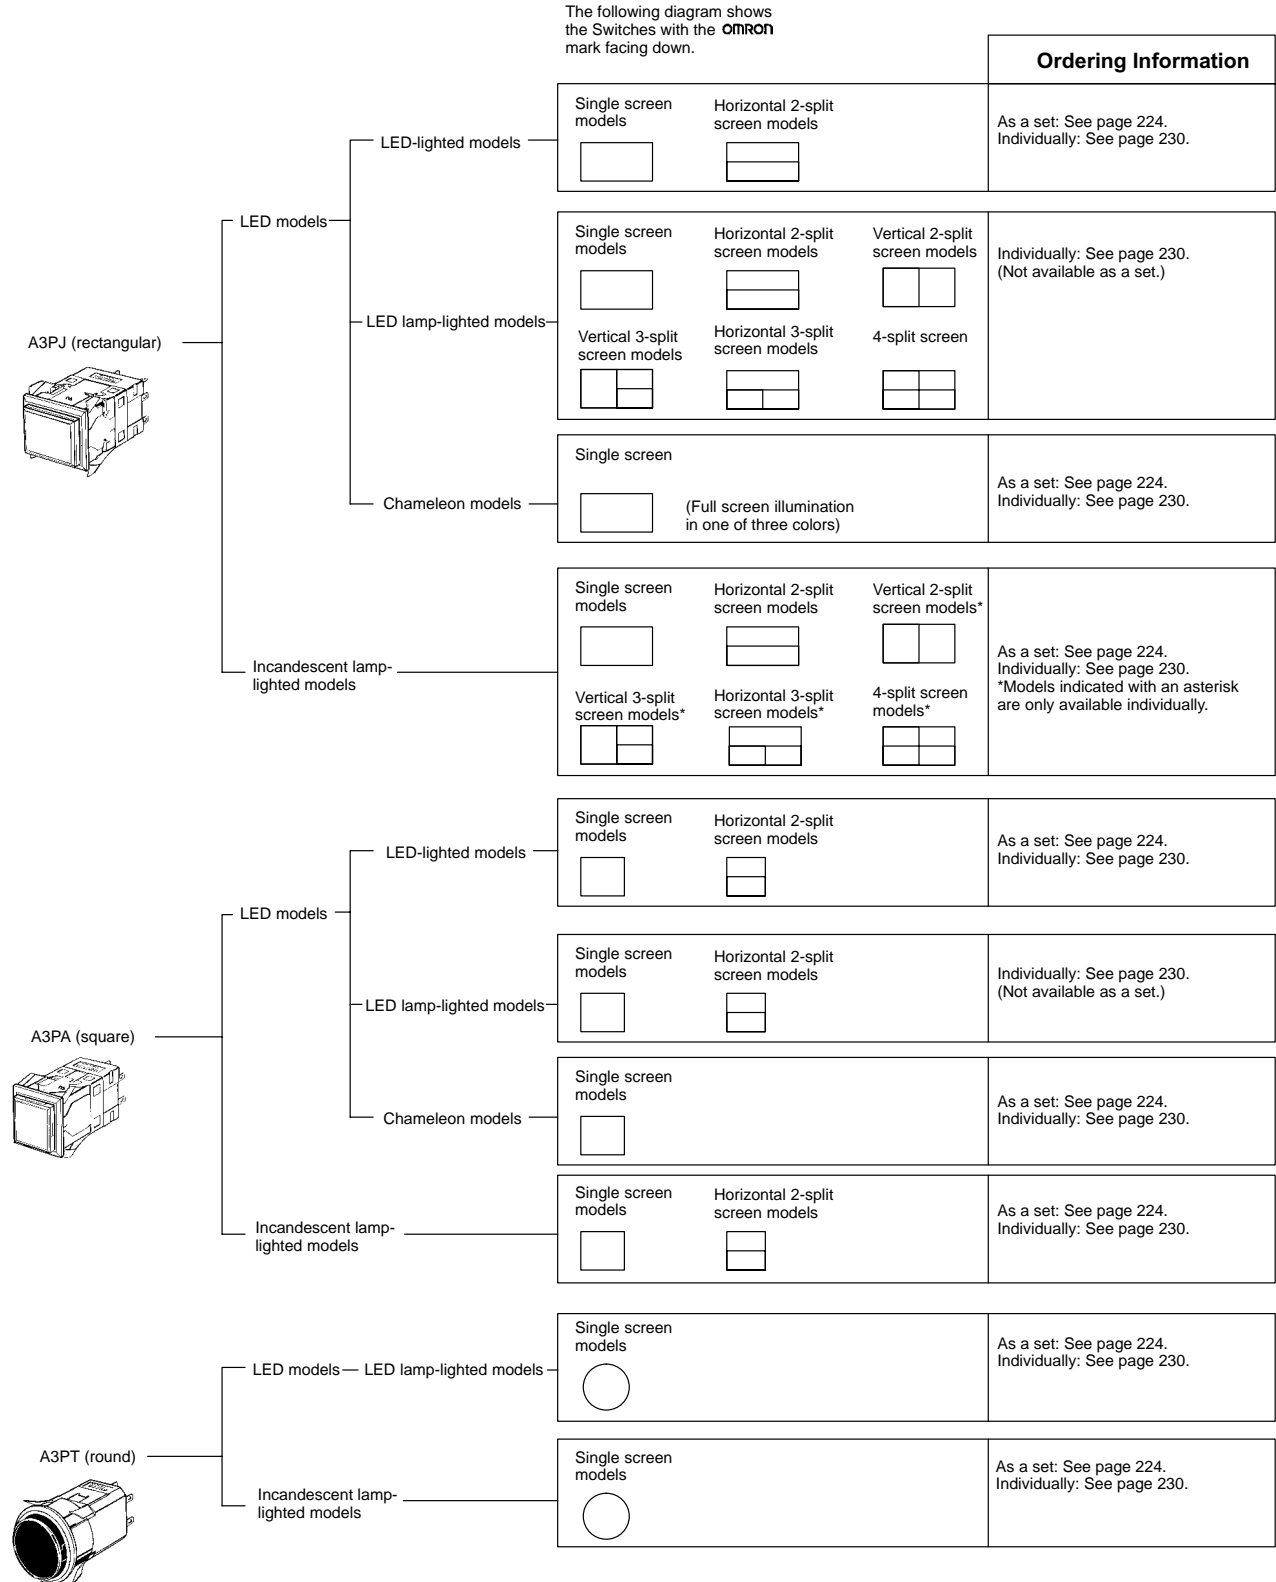 The following diagram shows
the Switches with the OMRON
mark facing down.
Ordering Information
A3PJ (rectangular)
LED models
LED-lighted models
Single screen
models
Horizontal 2-split
screen models
As a set: See page 224.
Individually: See page 230.
LED lamp-lighted models
Single screen
models
Horizontal 2-split
screen models
Vertical 2-split
screen models
Vertical 3-split
screen models
Horizontal 3-split
screen models
4-split screen
Individually: See page 230.
(Not available as a set.)
Chameleon models
Single screen
(Full screen illumination
in one of three colors)
As a set: See page 224.
Individually: See page 230.
Incandescent lamp-
lighted models
Single screen
models
Horizontal 2-split
screen models
Vertical 2-split
screen models*
Vertical 3-split
screen models*
Horizontal 3-split
screen models*
4-split screen
models*
As a set: See page 224.
Individually: See page 230.
*Models indicated with an asterisk
are only available individually.
A3PA (square)
LED models
LED-lighted models
Single screen
models
Horizontal 2-split
screen models
As a set: See page 224.
Individually: See page 230.
LED lamp-lighted models
Single screen
models
Horizontal 2-split
screen models
Individually: See page 230.
(Not available as a set.)
Chameleon models
Single screen
models
As a set: See page 224.
Individually: See page 230.
Incandescent lamp-
lighted models
Single screen
models
Horizontal 2-split
screen models
As a set: See page 224.
Individually: See page 230.
A3PT (round)
LED models
LED lamp-lighted models
Single screen
models
As a set: See page 224.
Individually: See page 230.
Incandescent lamp-
lighted models
Single screen
models
As a set: See page 224.
Individually: See page 230.